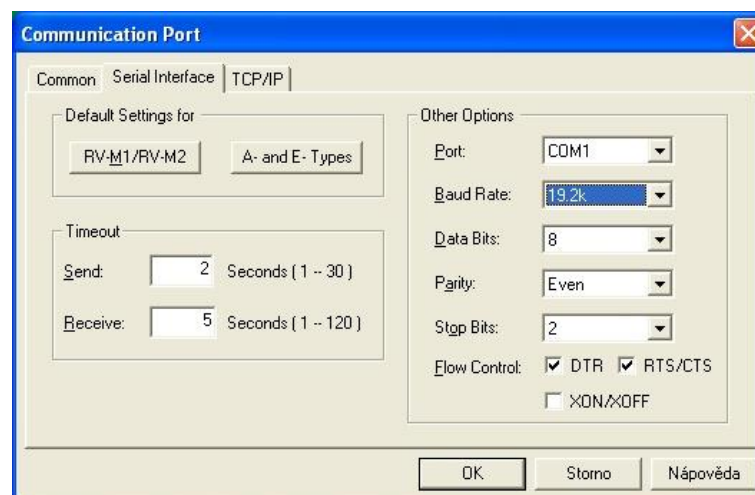 Communication Port
Common Serial Interface TCP/IP
Default Settings for
RV-M1/RV-M2 A- and E- Types
Timeout
Send: 2 Seconds ( 1 -- 30 )
Receive: 5 Seconds ( 1 -- 120 )
Other Options
Port: COM1
Baud Rate: 19.2k
Data Bits: 8
Parity: Even
Stop Bits: 2
Flow Control: DTR RTS/CTS
XON/XOFF
OK Storno Nápověda